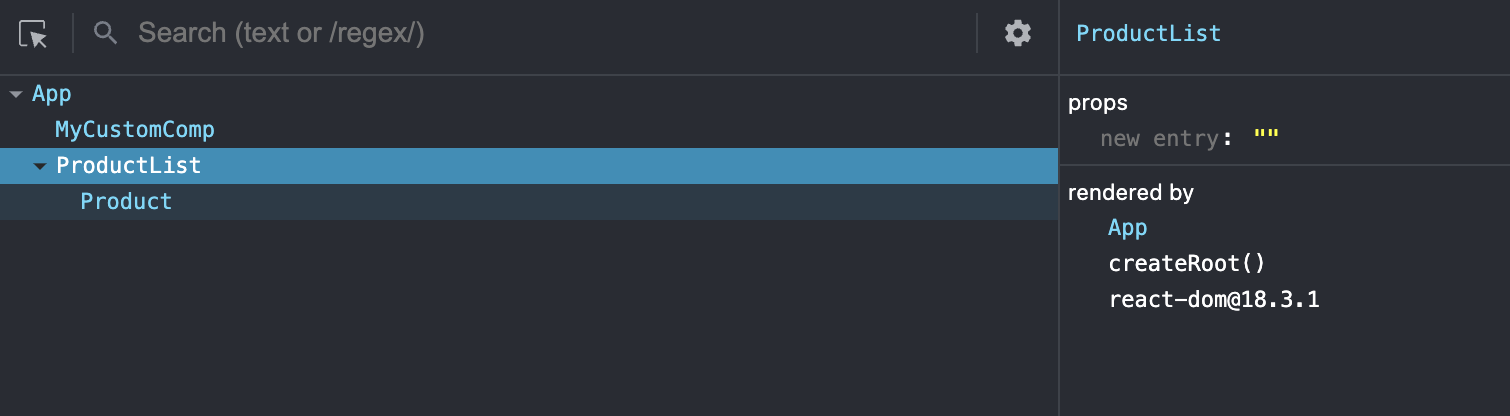 Search (text or /regex/)
App
MyCustomComp
ProductList
Product
ProductList
props
new entry: ""
rendered by
App
createRoot()
react-dom@18.3.1